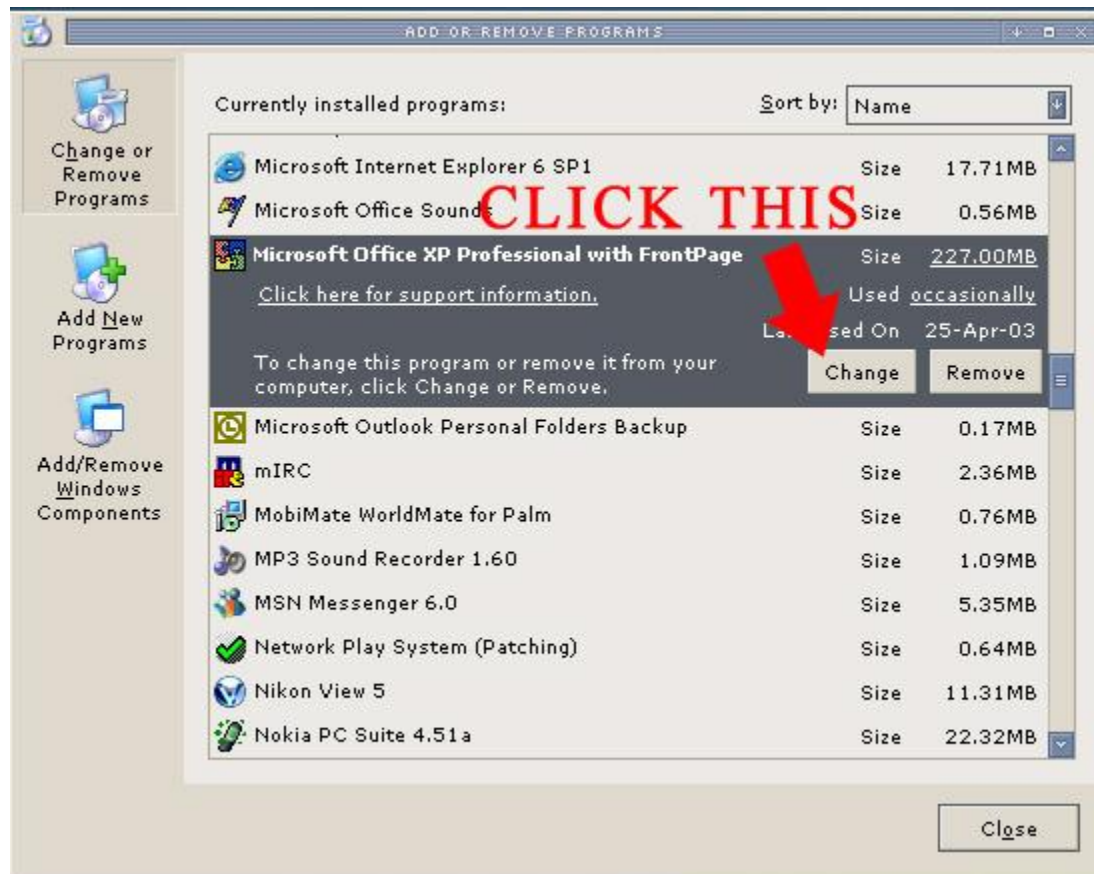 ADD OR REMOVE PROGRAMS
Change or
Remove
Programs
Add New
Programs
Add/Remove
Windows
Components
Currently installed programs:
Sort by: Name
Microsoft Internet Explorer 6 SP1 Size 17.71MB
CLICK THIS
Microsoft Office Sounds Size 0.56MB
Microsoft Office XP Professional with FrontPage Size 227.00MB
Click here for support information. Used occasionally
On 25-Apr-03
To change this program or remove it from your
computer, click Change or Remove.
Change Remove
Microsoft Outlook Personal Folders Backup Size 0.17MB
mIRC Size 2.36MB
MobiMate WorldMate for Palm Size 0.76MB
MP3 Sound Recorder 1.60 Size 1.09MB
MSN Messenger 6.0 Size 5.35MB
Network Play System (Patching) Size 0.64MB
Nikon View 5 Size 11.31MB
Nokia PC Suite 4.51a Size 22.32MB
Close